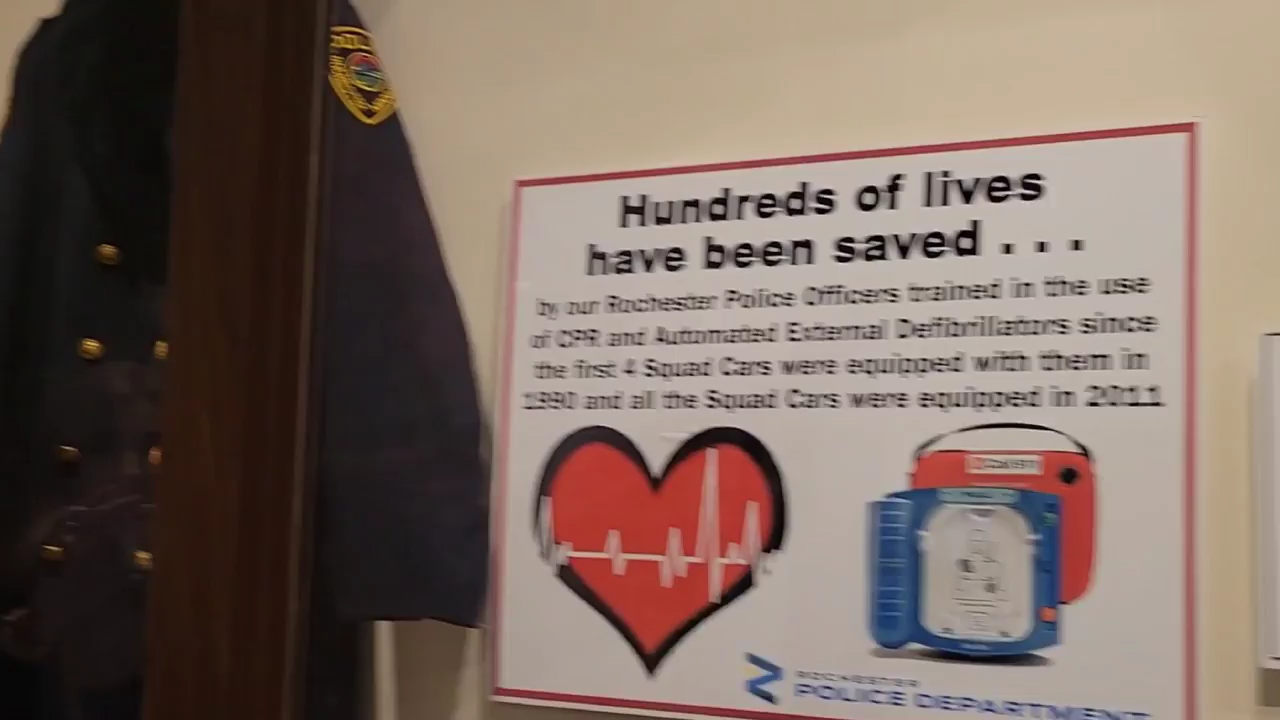 Hundreds of lives
have been saved . . .
by our Rochester Police Officers trained in the use
of CPR and Automated External Defibrillators since
the first 4 Squad Cars were equipped with them in
1990 and all the Squad Cars were equipped in 2011
ROCHESTER
POLICE DEPARTMENT